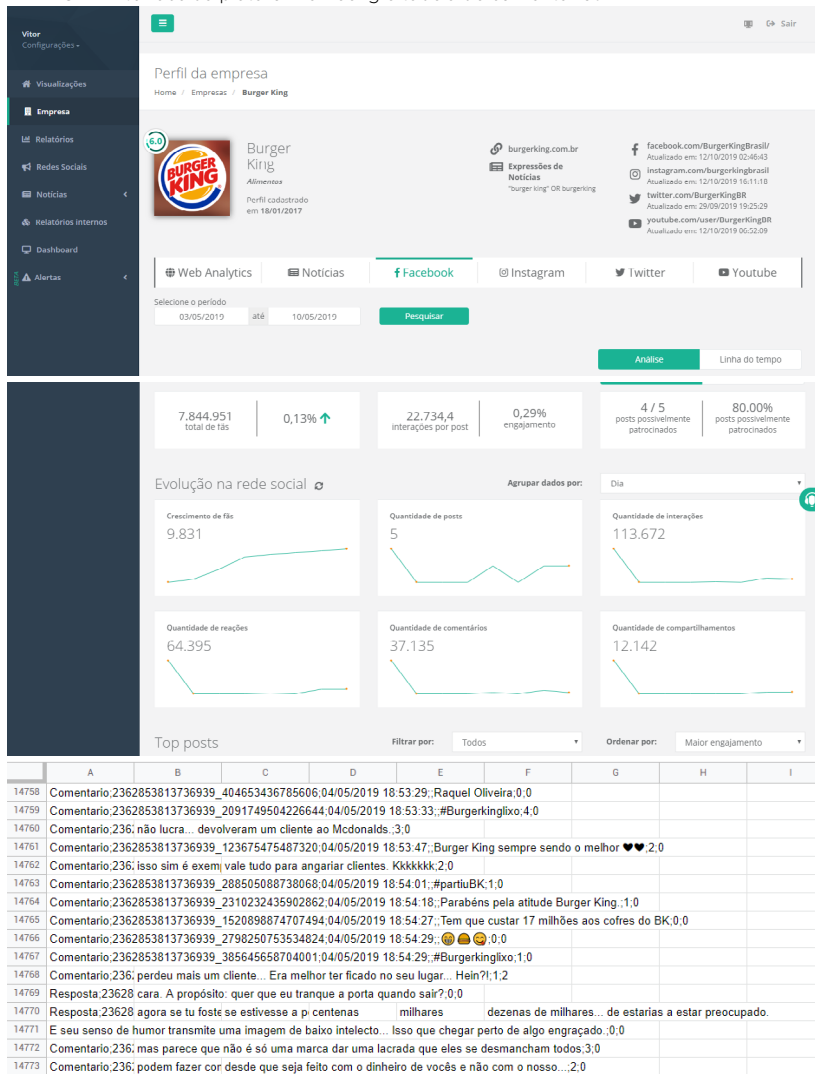 Vitor
Configurações
Sair
Visualizações
Empresa
Relatórios
Redes Sociais
Notícias
Relatórios internos
Dashboard
BETA
Alertas
Perfil da empresa
Home / Empresas / Burger King
6.0
BURGER KING
Burger King
Alimentos
Perfil cadastrado em 18/01/2017
burgerking.com.br
Expressões de Notícias
"burger king" OR burgerking
facebook.com/BurgerKingBrasil/
Atualizado em: 12/10/2019 02:46:43
instagram.com/burgerkingbrasil
Atualizado em: 12/10/2019 16:11:18
twitter.com/BurgerKingBR
Atualizado em: 29/09/2019 19:25:29
youtube.com/user/BurgerKingBR
Atualizado em: 12/10/2019 06:52:09
Web Analytics Notícias Facebook Instagram Twitter Youtube
Selecione o período
03/05/2019 até 10/05/2019 Pesquisar
Análise Linha do tempo
7.844.951 0,13% 22.734,4 0,29% 4 / 5 80.00%
total de fãs interações por post engajamento posts possivelmente patrocinados posts possivelmente patrocinados
Evolução na rede social Agrupar dados por: Dia
Crescimento de fãs Quantidade de posts Quantidade de interações
9.831 5 113.672
Quantidade de reações Quantidade de comentários Quantidade de compartilhamentos
64.395 37.135 12.142
Top posts Filtrar por: Todos Ordenar por: Maior engajamento
A B C D E F G H I
14758 Comentario;2362853813736939_404653436785606;04/05/2019 18:53:29;;Raquel Oliveira;0;0
14759 Comentario;2362853813736939_2091749504226644;04/05/2019 18:53:33;;#Burgerkinglixo;4;0
14760 Comentario;236; não lucra... devolveram um cliente ao Mcdonalds.;3;0
14761 Comentario;2362853813736939_123675475487320;04/05/2019 18:53:47;;Burger King sempre sendo o melhor ♥♥;2;0
14762 Comentario;236; isso sim é exemp vale tudo para angariar clientes. Kkkkkkk;2;0
14763 Comentario;2362853813736939_288505088738068;04/05/2019 18:54:01;;#partiuBK;1;0
14764 Comentario;2362853813736939_2310232435902862;04/05/2019 18:54:18;;Parabéns pela atitude Burger King.;1;0
14765 Comentario;2362853813736939_1520898874707494;04/05/2019 18:54:27;;Tem que custar 17 milhões aos cofres do BK;0;0
14766 Comentario;2362853813736939_2798250753534824;04/05/2019 18:54:29;;😁🍔😋;0;0
14767 Comentario;2362853813736939_385645658704001;04/05/2019 18:54:29;;#Burgerkinglixo;1;0
14768 Comentario;236; perdeu mais um cliente... Era melhor ter ficado no seu lugar... Hein?!;1;2
14769 Resposta;23628 cara. A propósito: quer que eu tranque a porta quando sair?;0;0
14770 Resposta;23628 agora se tu foste se estivesse a p centenas milhares dezenas de milhares... de estarias a estar preocupado.
14771 E seu senso de humor transmite uma imagem de baixo intelecto... Isso que chegar perto de algo engraçado.;0;0
14772 Comentario;236; mas parece que não é só uma marca dar uma lacrada que eles se desmancham todos;3;0
14773 Comentario;236; podem fazer cor desde que seja feito com o dinheiro de vocês e não com o nosso...;2;0